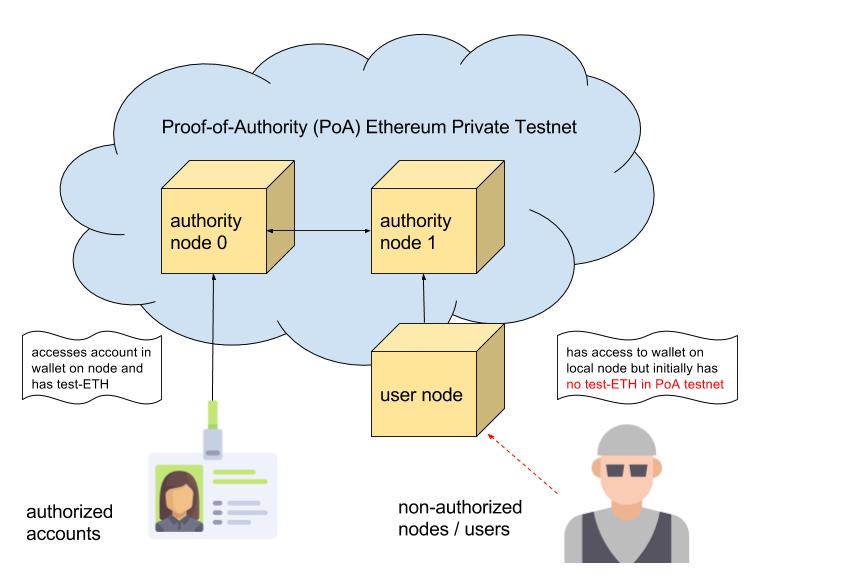 Proof-of-Authority (PoA) Ethereum Private Testnet
authority
node 0
authority
node 1
accesses account in
wallet on node and
has test-ETH
user node
has access to wallet on
local node but initially has
no test-ETH in PoA testnet
authorized
accounts
non-authorized
nodes / users